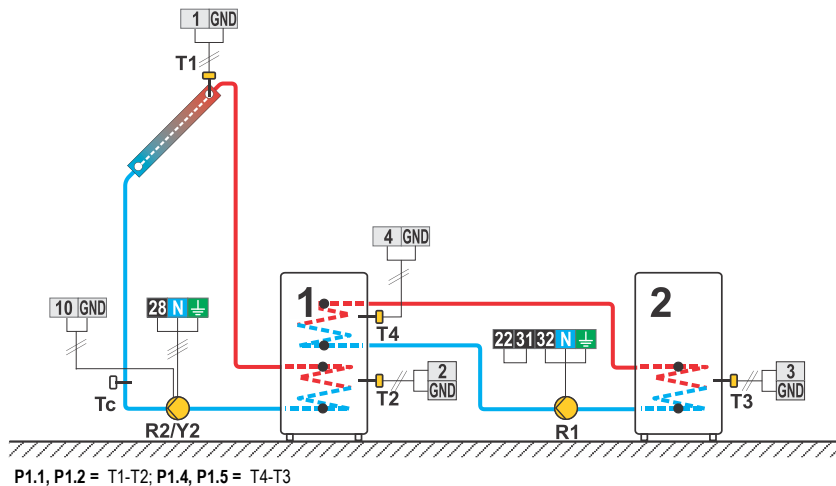 1 GND
T1
4 GND
10 GND
28 N
1
2
T4
22 31 32 N
2
GND
3
GND
Tc
T2
T3
R2/Y2
R1
P1.1, P1.2 = T1-T2; P1.4, P1.5 = T4-T3